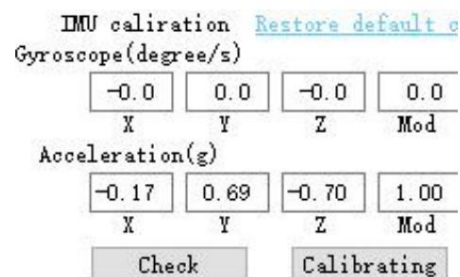 IMU caliration Restore default c
Gyroscope(degree/s)
-0.0 0.0 -0.0 0.0
X Y Z Mod
Acceleration(g)
-0.17 0.69 -0.70 1.00
X Y Z Mod
Check Calibrating